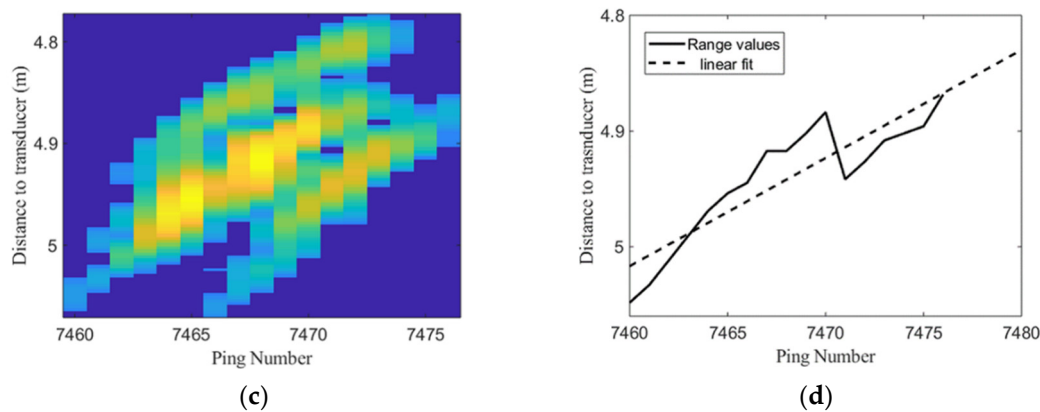 4.8
4.9
5
Distance to transducer (m)
7460 7465 7470 7475
Ping Number
(c)
4.8
4.9
5
Distance to trasnducer (m)
Range values
linear fit
7460 7465 7470 7475 7480
Ping Number
(d)